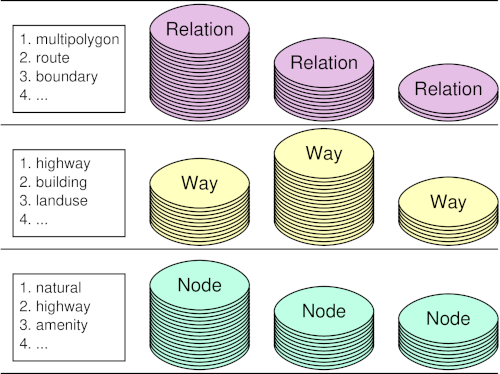 1. multipolygon
2. route
3. boundary
4. ...
Relation
Relation
Relation
1. highway
2. building
3. landuse
4. ...
Way
Way
Way
1. natural
2. highway
3. amenity
4. ...
Node
Node
Node